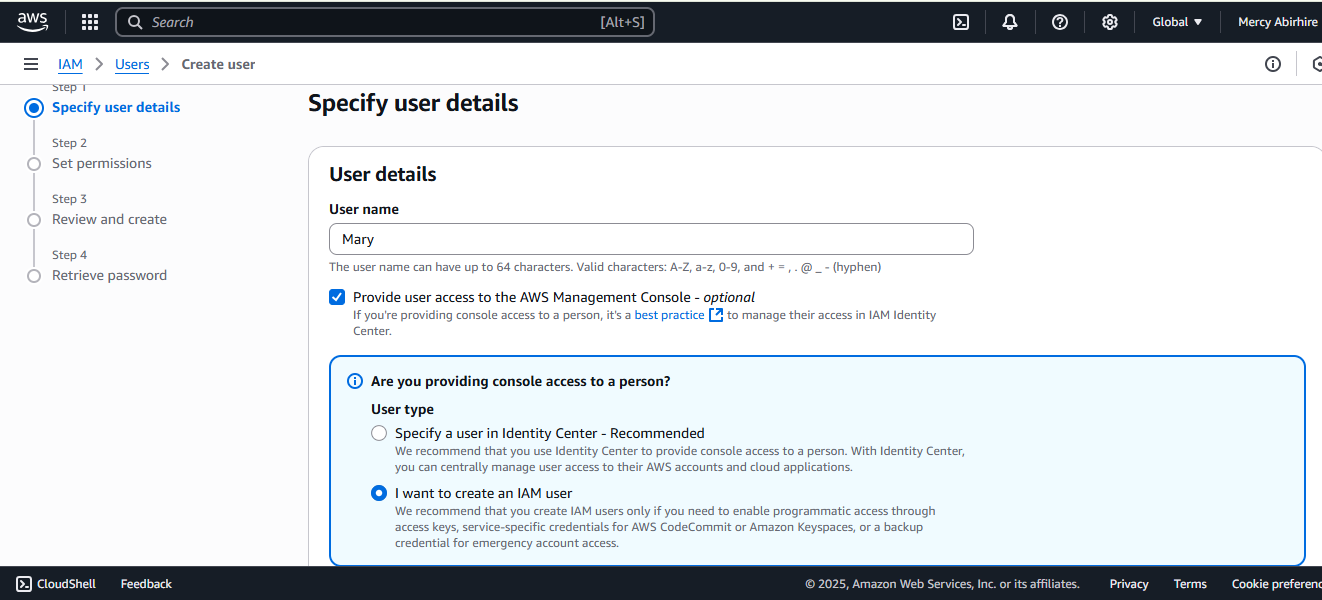 aws
Search [Alt+S]
Global
Mercy Abirhire
IAM
Users
Create user
Step 1
Specify user details
Step 2
Set permissions
Step 3
Review and create
Step 4
Retrieve password
Specify user details
User details
User name
Mary
The user name can have up to 64 characters. Valid characters: A-Z, a-z, 0-9, and + = , . @ _ - (hyphen)
Provide user access to the AWS Management Console - optional
If you're providing console access to a person, it's a best practice to manage their access in IAM Identity
Center.
Are you providing console access to a person?
User type
Specify a user in Identity Center - Recommended
We recommend that you use Identity Center to provide console access to a person. With Identity Center,
you can centrally manage user access to their AWS accounts and cloud applications.
I want to create an IAM user
We recommend that you create IAM users only if you need to enable programmatic access through
access keys, service-specific credentials for AWS CodeCommit or Amazon Keyspaces, or a backup
credential for emergency account access.
CloudShell
Feedback
© 2025, Amazon Web Services, Inc. or its affiliates.
Privacy
Terms
Cookie preferenc